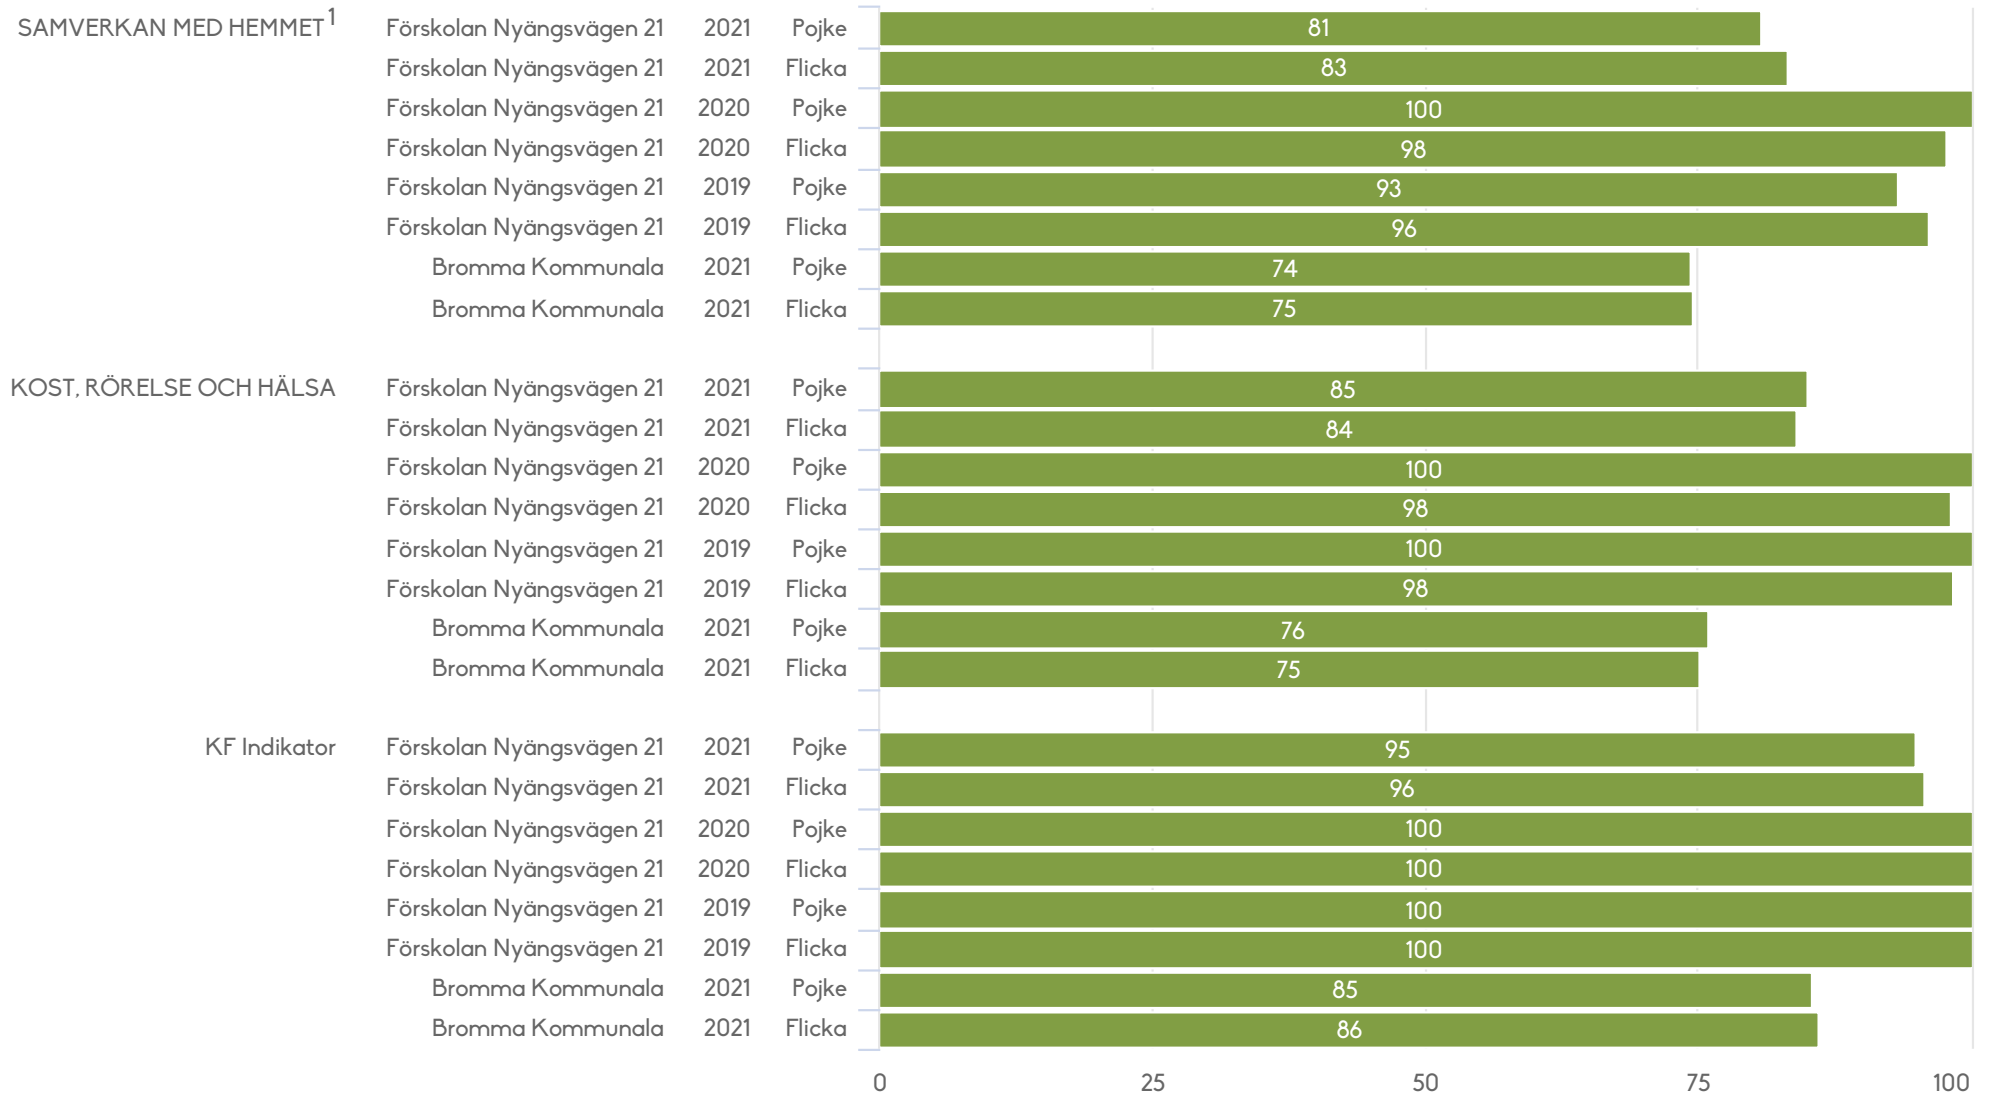 SAMVERKAN MED HEMMET¹ Förskolan Nyängsvägen 21 2021 Pojke 81
Förskolan Nyängsvägen 21 2021 Flicka 83
Förskolan Nyängsvägen 21 2020 Pojke 100
Förskolan Nyängsvägen 21 2020 Flicka 98
Förskolan Nyängsvägen 21 2019 Pojke 93
Förskolan Nyängsvägen 21 2019 Flicka 96
Bromma Kommunala 2021 Pojke 74
Bromma Kommunala 2021 Flicka 75
KOST, RÖRELSE OCH HÄLSA Förskolan Nyängsvägen 21 2021 Pojke 85
Förskolan Nyängsvägen 21 2021 Flicka 84
Förskolan Nyängsvägen 21 2020 Pojke 100
Förskolan Nyängsvägen 21 2020 Flicka 98
Förskolan Nyängsvägen 21 2019 Pojke 100
Förskolan Nyängsvägen 21 2019 Flicka 98
Bromma Kommunala 2021 Pojke 76
Bromma Kommunala 2021 Flicka 75
KF Indikator Förskolan Nyängsvägen 21 2021 Pojke 95
Förskolan Nyängsvägen 21 2021 Flicka 96
Förskolan Nyängsvägen 21 2020 Pojke 100
Förskolan Nyängsvägen 21 2020 Flicka 100
Förskolan Nyängsvägen 21 2019 Pojke 100
Förskolan Nyängsvägen 21 2019 Flicka 100
Bromma Kommunala 2021 Pojke 85
Bromma Kommunala 2021 Flicka 86
0 25 50 75 100